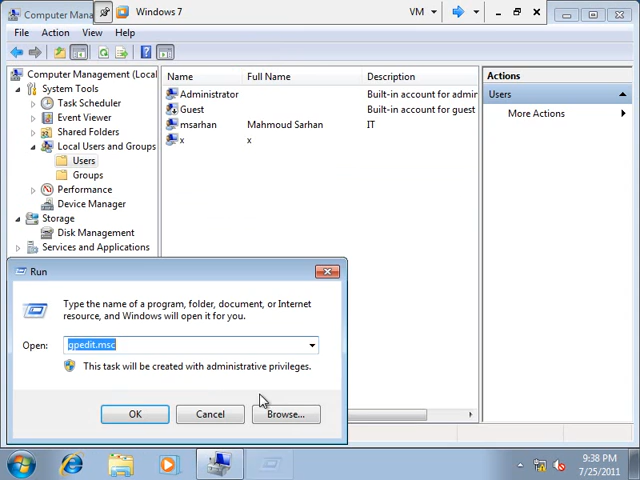 Computer Mana
Windows 7
VM
File Action View Help
Computer Management (Local
System Tools
Task Scheduler
Event Viewer
Shared Folders
Local Users and Groups
Users
Groups
Performance
Device Manager
Storage
Disk Management
Services and Applications
Name Full Name Description
Administrator Built-in account for admin
Guest Built-in account for guest
msarhan Mahmoud Sarhan IT
x x
Actions
Users
More Actions
Run
Type the name of a program, folder, document, or Internet
resource, and Windows will open it for you.
Open: gpedit.msc
This task will be created with administrative privileges.
OK Cancel Browse...
9:38 PM
7/25/2011